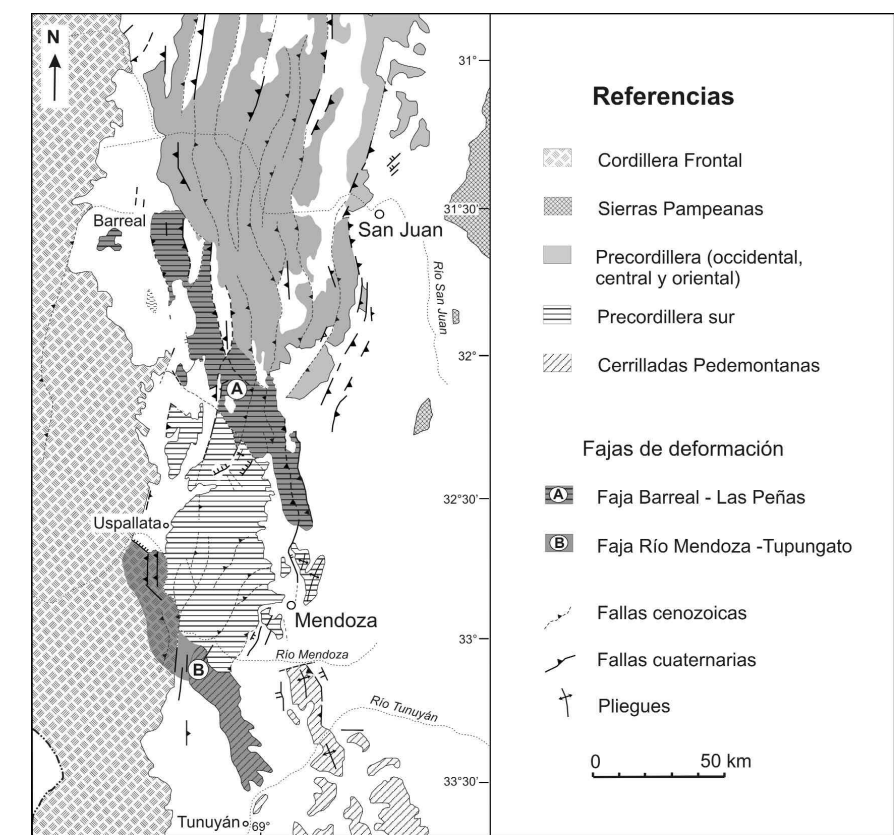 N
31°
Barreal
31°30'
San Juan
Río San Juan
32°
A
32°30'
Uspallata
Mendoza
33°
Río Mendoza
B
Río Tunuyán
33°30'
Tunuyán
69°
Referencias
Cordillera Frontal
Sierras Pampeanas
Precordillera (occidental,
central y oriental)
Precordillera sur
Cerrilladas Pedemontanas
Fajas de deformación
A Faja Barreal - Las Peñas
B Faja Río Mendoza -Tupungato
Fallas cenozoicas
Fallas cuaternarias
Pliegues
0 50 km